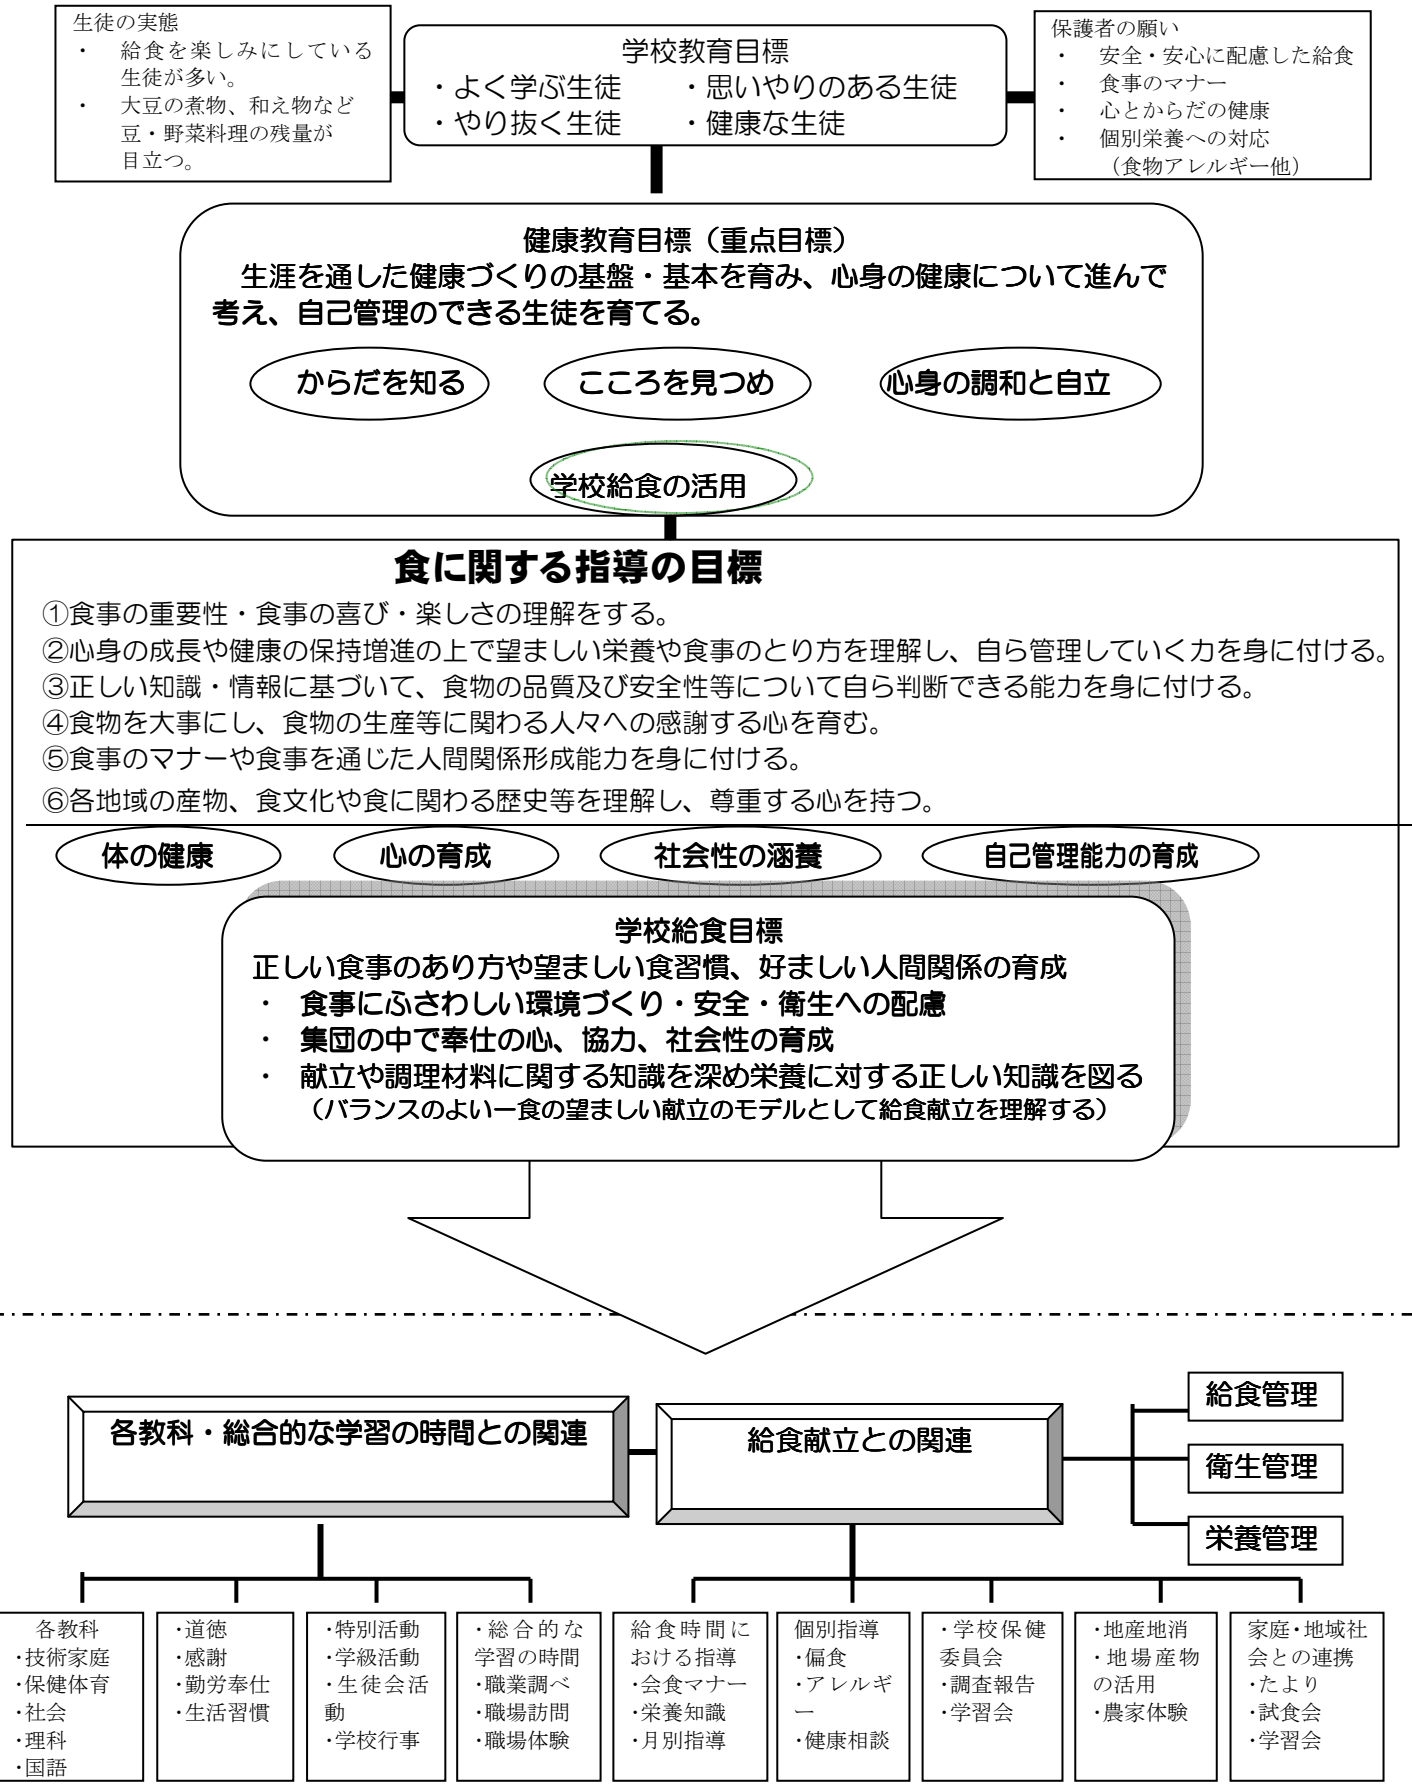 生徒の実態
・ 給食を楽しみにしている
生徒が多い。
・ 大豆の煮物、和え物など
豆・野菜料理の残量が
目立つ。
学校教育目標
・よく学ぶ生徒 ・思いやりのある生徒
・やり抜く生徒 ・健康な生徒
保護者の願い
・ 安全・安心に配慮した給食
・ 食事のマナー
・ 心とからだの健康
・ 個別栄養への対応
（食物アレルギー他）
健康教育目標（重点目標）
生涯を通した健康づくりの基盤・基本を育み、心身の健康について進んで
考え、自己管理のできる生徒を育てる。
からだを知る
こころを見つめ
心身の調和と自立
学校給食の活用
食に関する指導の目標
①食事の重要性・食事の喜び・楽しさの理解をする。
②心身の成長や健康の保持増進の上で望ましい栄養や食事のとり方を理解し、自ら管理していく力を身に付ける。
③正しい知識・情報に基づいて、食物の品質及び安全性等について自ら判断できる能力を身に付ける。
④食物を大事にし、食物の生産等に関わる人々への感謝する心を育む。
⑤食事のマナーや食事を通じた人間関係形成能力を身に付ける。
⑥各地域の産物、食文化や食に関わる歴史等を理解し、尊重する心を持つ。
体の健康
心の育成
社会性の涵養
自己管理能力の育成
学校給食目標
正しい食事のあり方や望ましい食習慣、好ましい人間関係の育成
・ 食事にふさわしい環境づくり・安全・衛生への配慮
・ 集団の中で奉仕の心、協力、社会性の育成
・ 献立や調理材料に関する知識を深め栄養に対する正しい知識を図る
（バランスのよい一食の望ましい献立のモデルとして給食献立を理解する）
各教科・総合的な学習の時間との関連
給食献立との関連
給食管理
衛生管理
栄養管理
各教科
・技術家庭
・保健体育
・社会
・理科
・国語
・道徳
・感謝
・勤労奉仕
・生活習慣
・特別活動
・学級活動
・生徒会活
動
・学校行事
・総合的な
学習の時間
・職業調べ
・職場訪問
・職場体験
給食時間に
おける指導
・会食マナー
・栄養知識
・月別指導
個別指導
・偏食
・アレルギ
ー
・健康相談
・学校保健
委員会
・調査報告
・学習会
・地産地消
・地場産物
の活用
・農家体験
家庭・地域社
会との連携
・たより
・試食会
・学習会